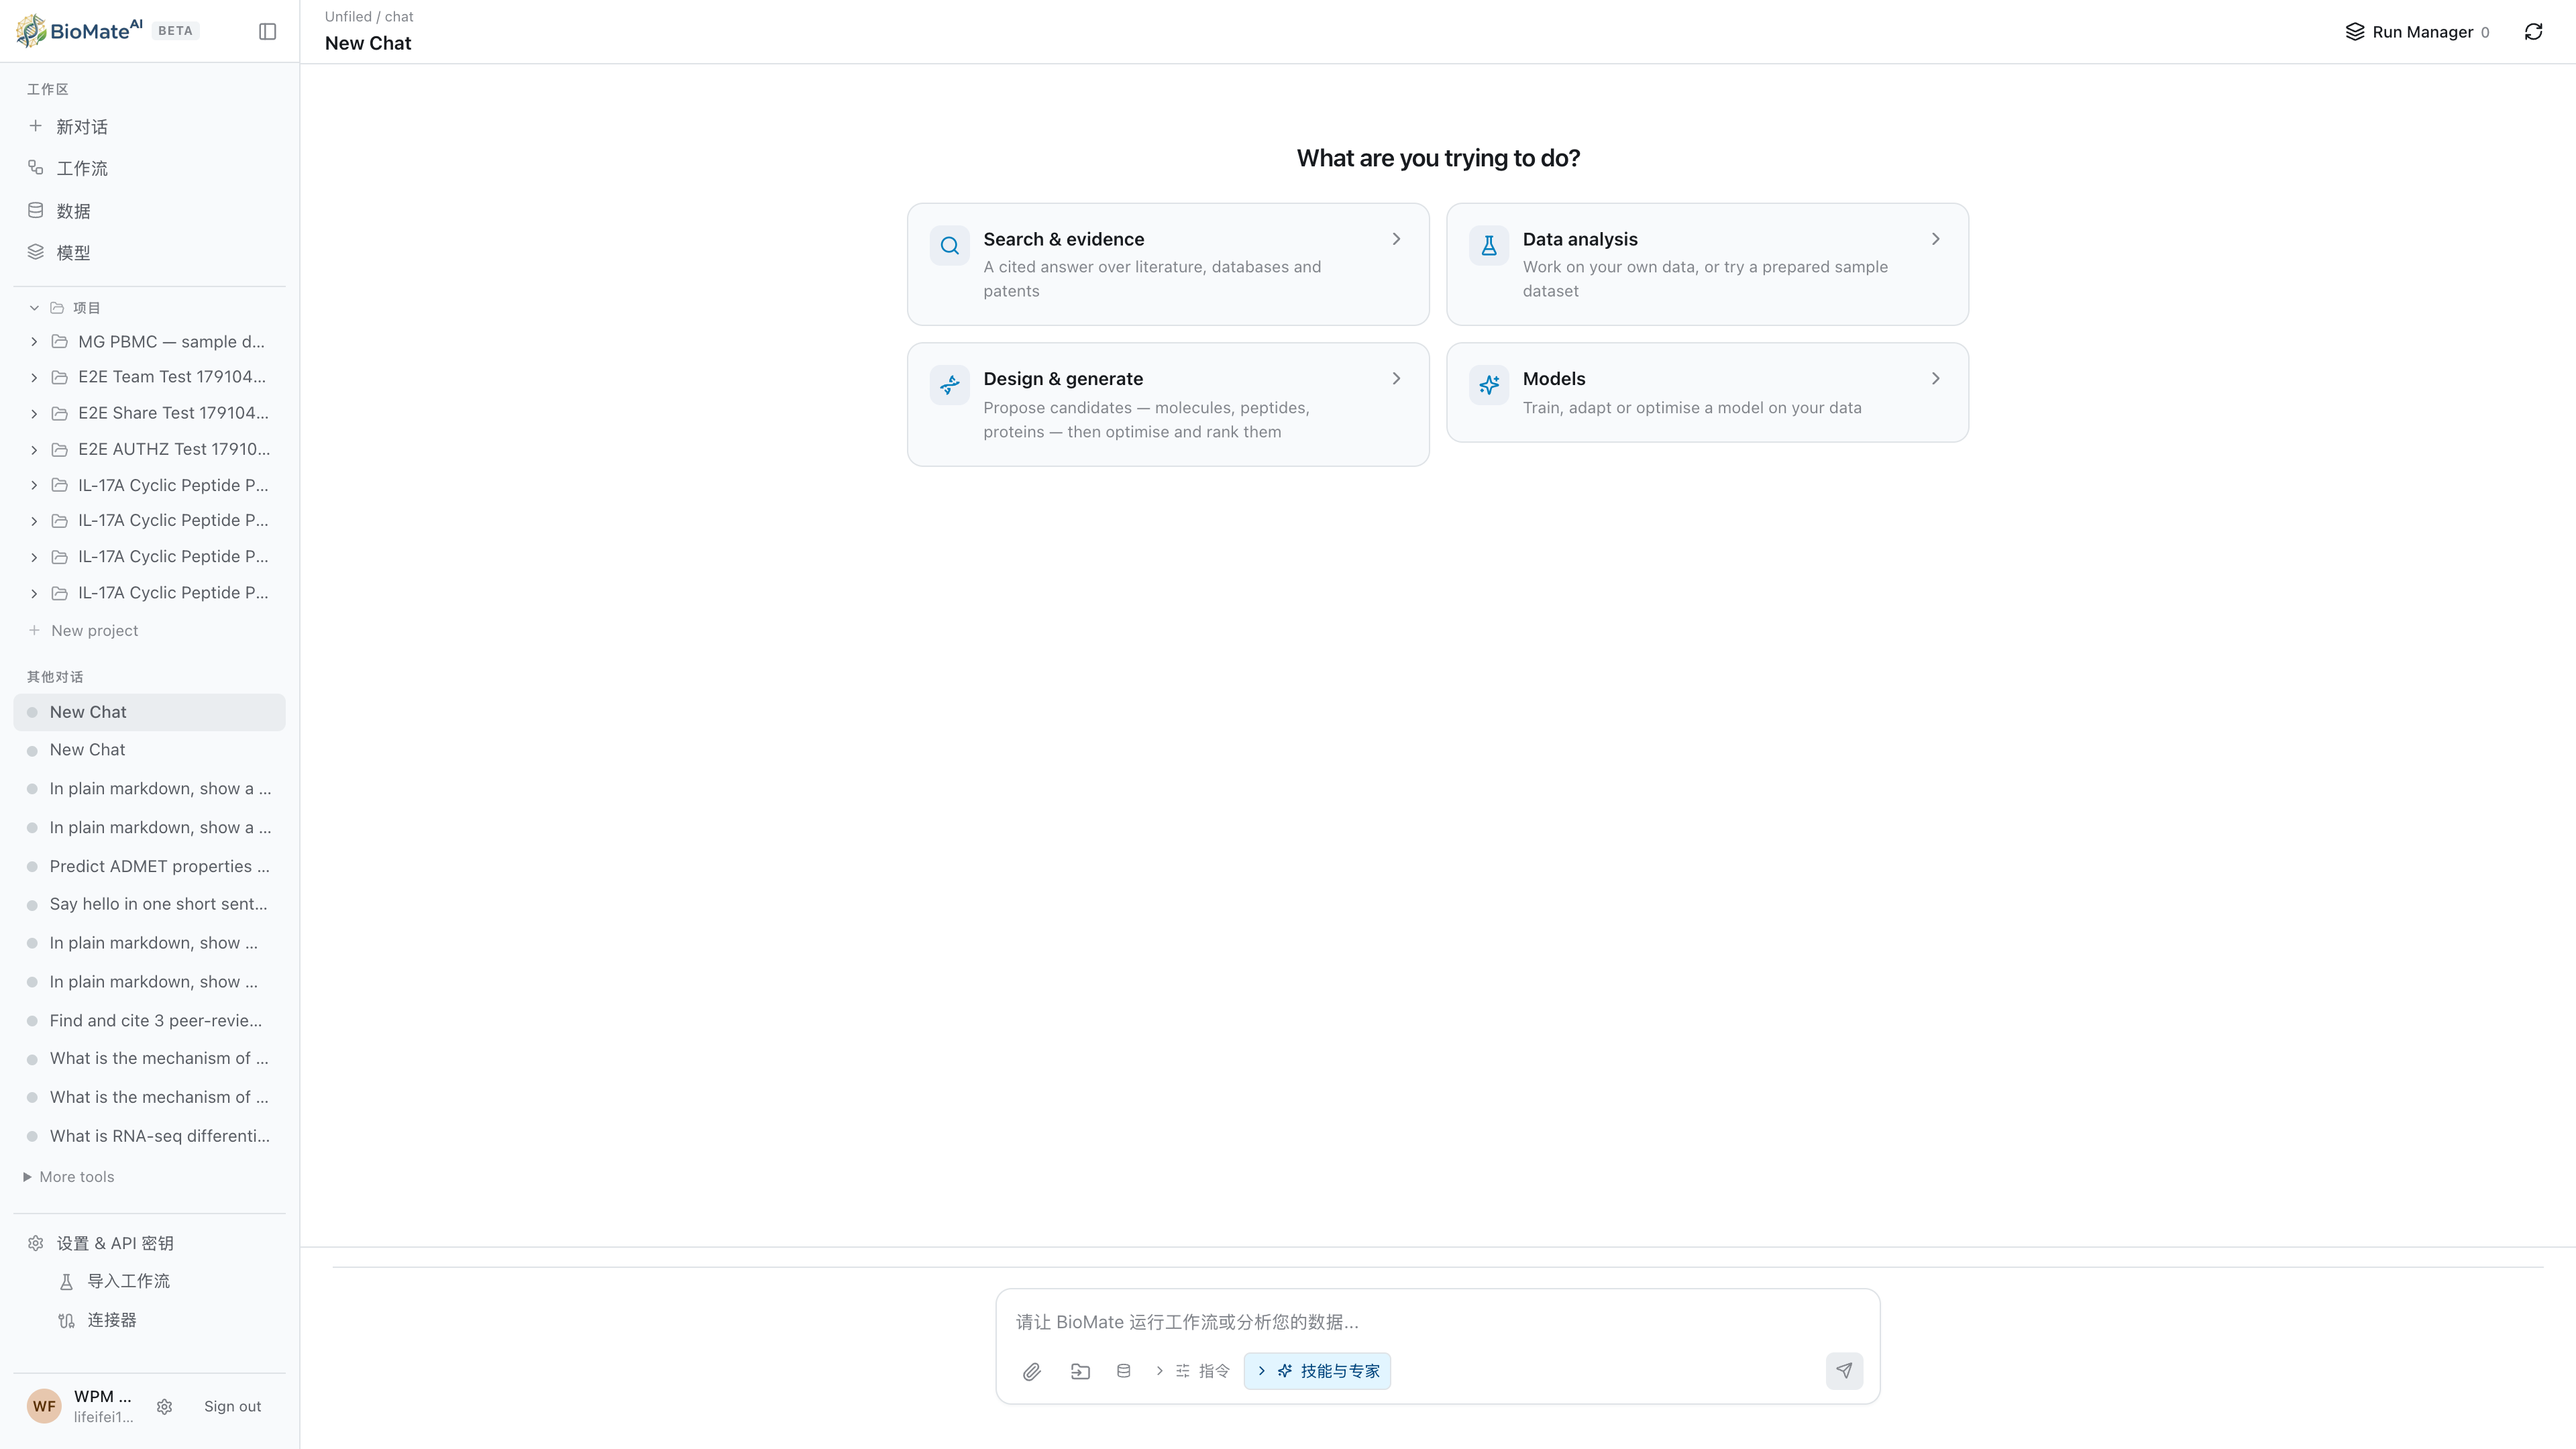 BioMate AI BETA
工作区
新对话
工作流
数据
模型
项目
MG PBMC — sample d...
E2E Team Test 179104...
E2E Share Test 179104...
E2E AUTHZ Test 17910...
IL-17A Cyclic Peptide P...
IL-17A Cyclic Peptide P...
IL-17A Cyclic Peptide P...
IL-17A Cyclic Peptide P...
New project
其他对话
New Chat
New Chat
In plain markdown, show a ...
In plain markdown, show a ...
Predict ADMET properties ...
Say hello in one short sent...
In plain markdown, show ...
In plain markdown, show ...
Find and cite 3 peer-revie...
What is the mechanism of ...
What is the mechanism of ...
What is RNA-seq differenti...
More tools
设置 & API 密钥
导入工作流
连接器
WF
WPM ...
lifeifei1...
Sign out
Unfiled / chat
New Chat
Run Manager 0
What are you trying to do?
Search & evidence
A cited answer over literature, databases and
patents
Data analysis
Work on your own data, or try a prepared sample
dataset
Design & generate
Propose candidates — molecules, peptides,
proteins — then optimise and rank them
Models
Train, adapt or optimise a model on your data
请让 BioMate 运行工作流或分析您的数据...
指令
技能与专家